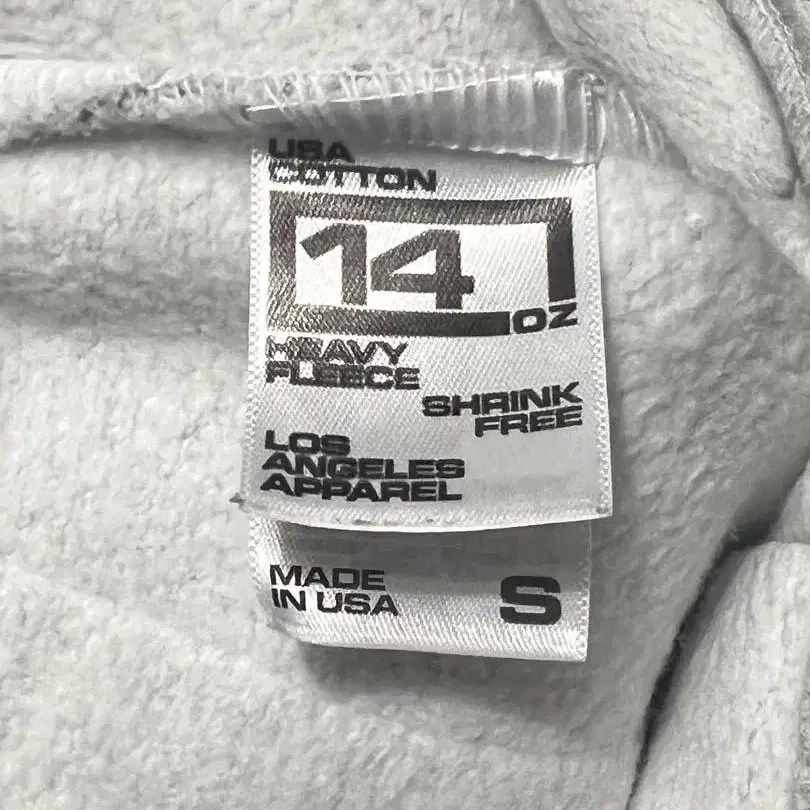 USA
COTTON
14
OZ
HEAVY
FLEECE
SHRINK
FREE
LOS
ANGELES
APPAREL
MADE
IN USA
S